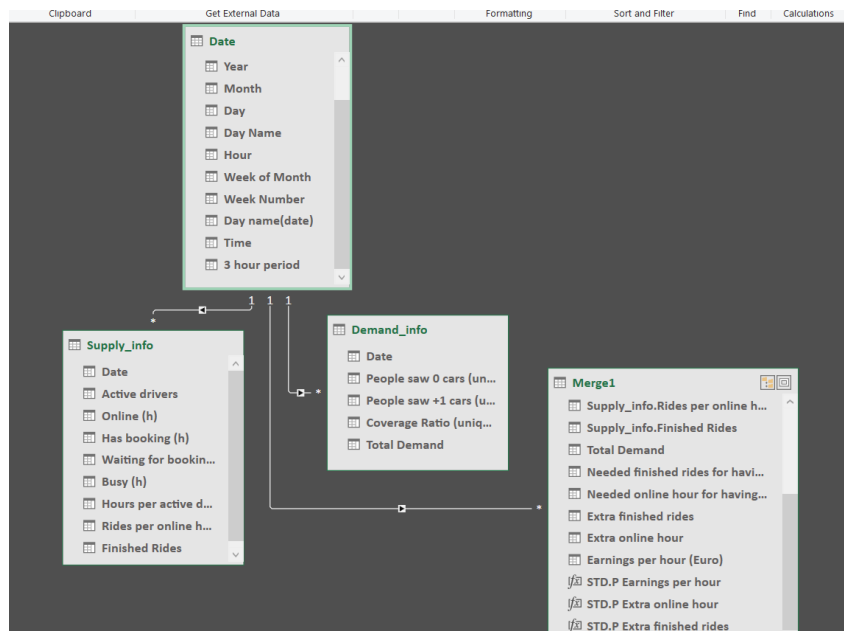 Clipboard
Get External Data
Formatting
Sort and Filter
Find
Calculations
Date
Year
Month
Day
Day Name
Hour
Week of Month
Week Number
Day name(date)
Time
3 hour period
1 1 1
*
Supply_info
Date
Active drivers
Online (h)
Has booking (h)
Waiting for bookin...
Busy (h)
Hours per active d...
Rides per online h...
Finished Rides
Demand_info
*
Date
People saw 0 cars (un...
People saw +1 cars (u...
Coverage Ratio (uniq...
Total Demand
*
Merge1
Supply_info.Rides per online h...
Supply_info.Finished Rides
Total Demand
Needed finished rides for havi...
Needed online hour for having...
Extra finished rides
Extra online hour
Earnings per hour (Euro)
STD.P Earnings per hour
STD.P Extra online hour
STD.P Extra finished rides